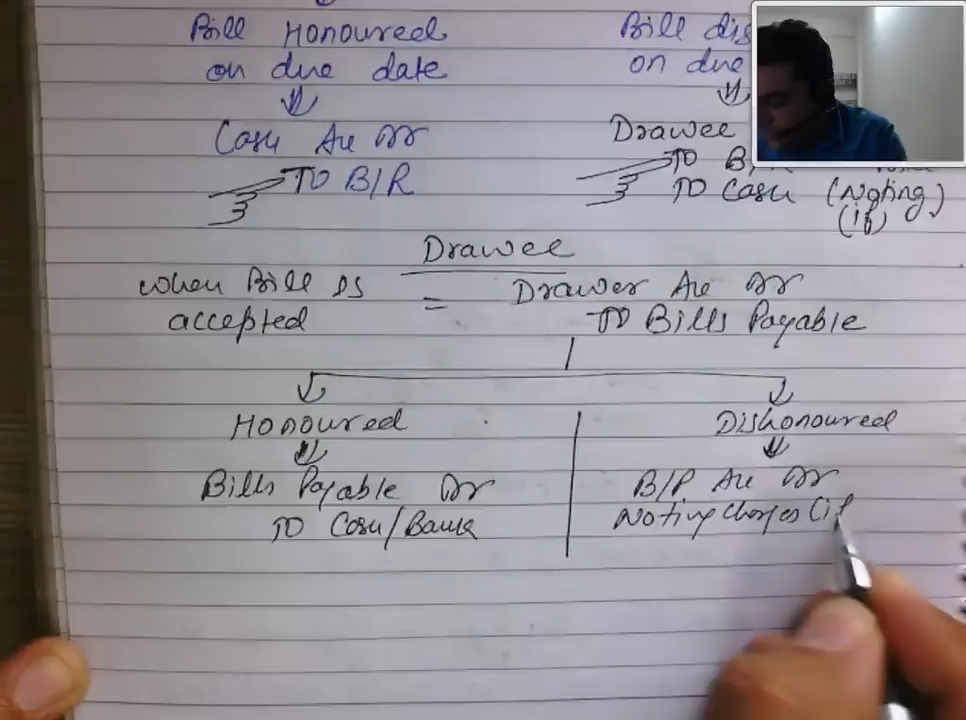 Bill Honoured
on due date
Cash A/c Dr
TO B/R
Bill dis
on due
Drawee
TO B/
TO Cash (Noting)
(if)
Drawee
when Bill is
accepted
=
Drawer A/c Dr
TO Bills Payable
Honoured
Bills Payable Dr
TO Cash/Bank
Dishonoured
B/P A/c Dr
Noting Charges (if